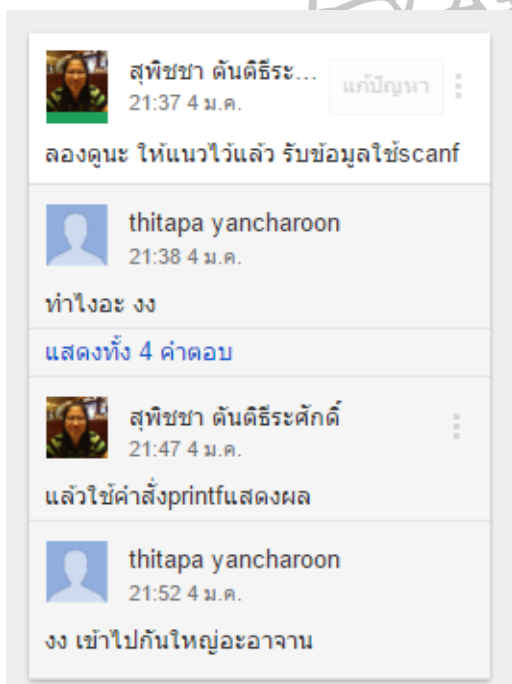 สุพิชชา ตันติธีระ...
แก้ปัญหา
21:37 4 ม.ค.
ลองดูนะ ให้แนวไว้แล้ว รับข้อมูลใช้scanf
thitapa yancharoon
21:38 4 ม.ค.
ทำไงอะ งง
แสดงทั้ง 4 คำตอบ
สุพิชชา ตันติธีระศักดิ์
21:47 4 ม.ค.
แล้วใช้คำสั่งprintfแสดงผล
thitapa yancharoon
21:52 4 ม.ค.
งง เข้าไปกันใหญ่อะอาจาน